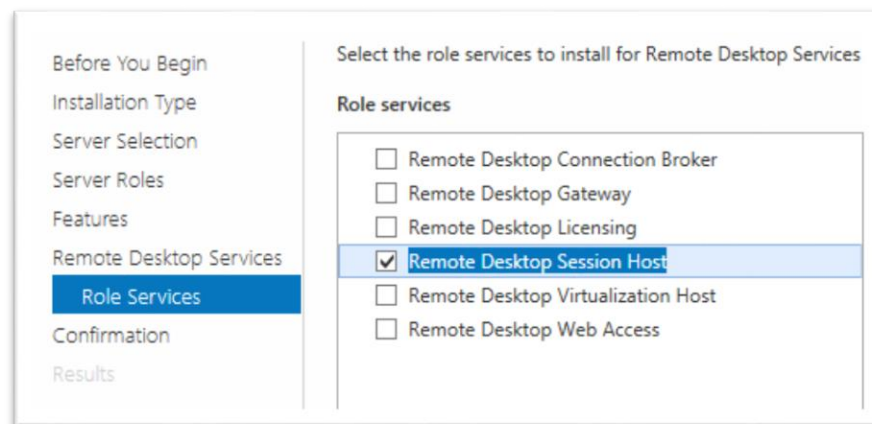 Before You Begin
Installation Type
Server Selection
Server Roles
Features
Remote Desktop Services
Role Services
Confirmation
Results
Select the role services to install for Remote Desktop Services
Role services
Remote Desktop Connection Broker
Remote Desktop Gateway
Remote Desktop Licensing
Remote Desktop Session Host
Remote Desktop Virtualization Host
Remote Desktop Web Access